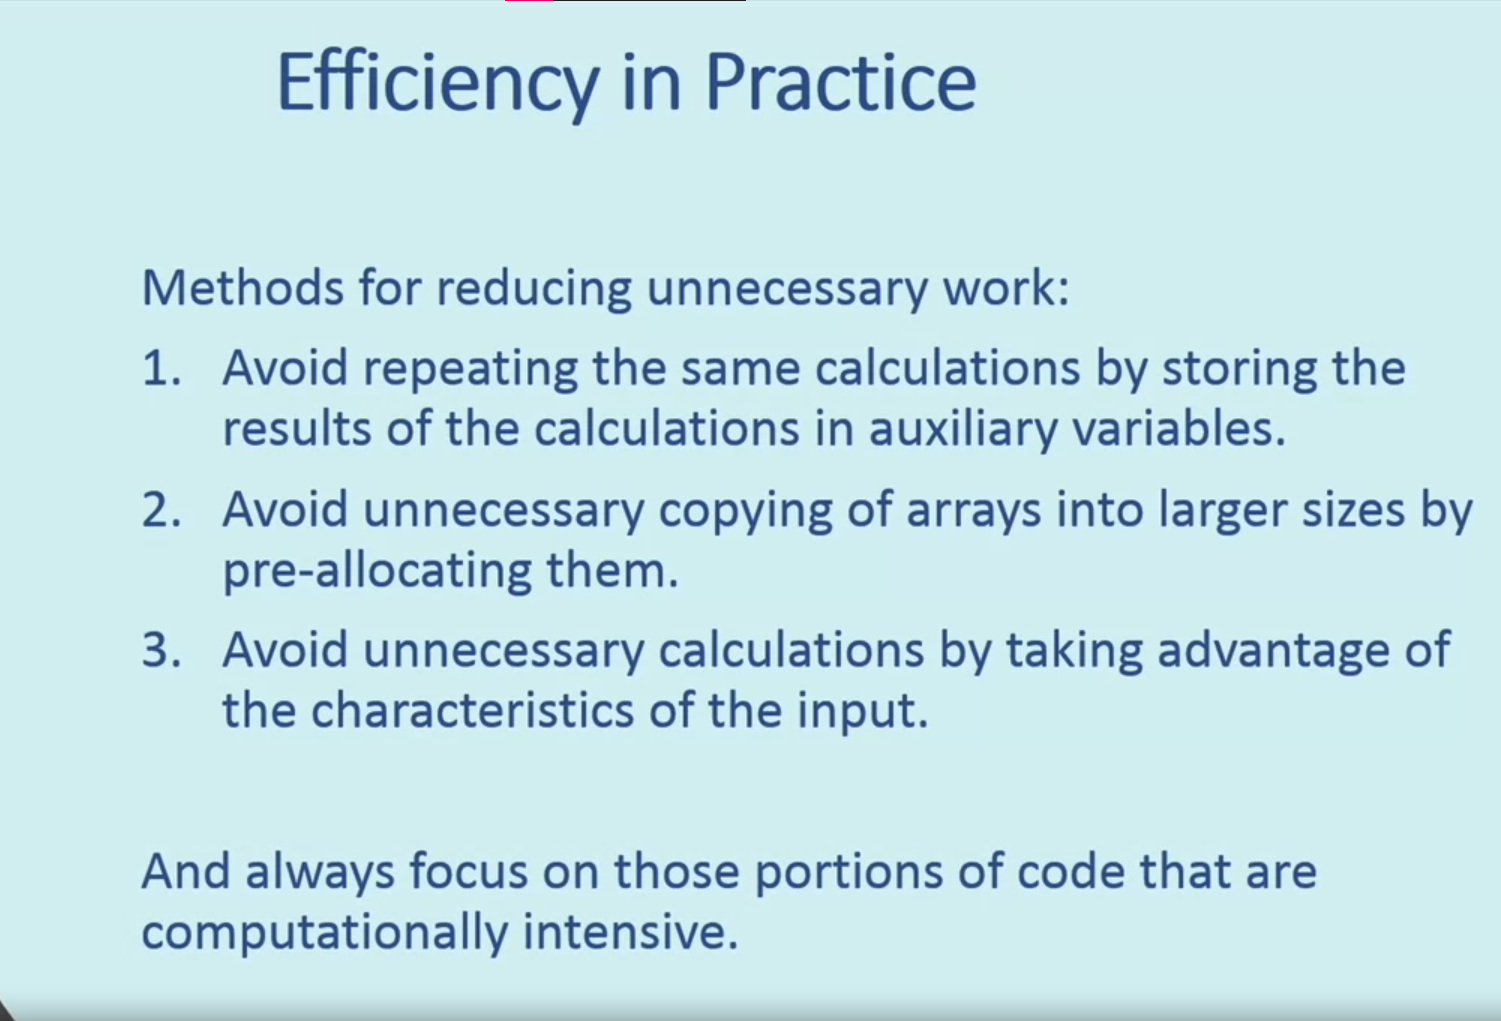 Efficiency in Practice
Methods for reducing unnecessary work:
1. Avoid repeating the same calculations by storing the
results of the calculations in auxiliary variables.
2. Avoid unnecessary copying of arrays into larger sizes by
pre-allocating them.
3. Avoid unnecessary calculations by taking advantage of
the characteristics of the input.
And always focus on those portions of code that are
computationally intensive.